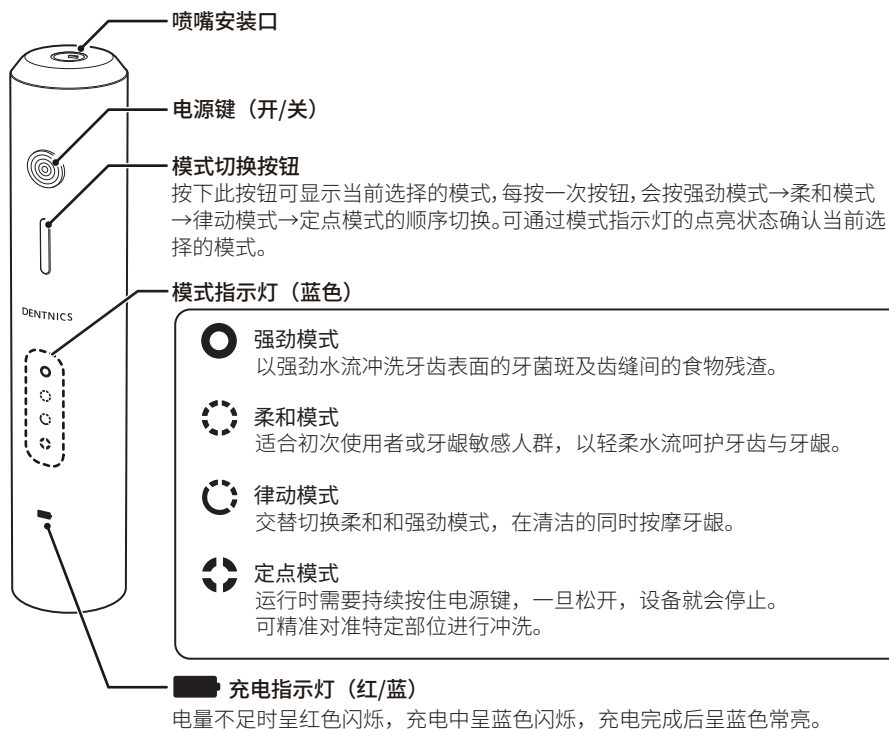 喷嘴安装口
电源键（开/关）
模式切换按钮
按下此按钮可显示当前选择的模式，每按一次按钮，会按强劲模式→柔和模式
→律动模式→定点模式的顺序切换。可通过模式指示灯的点亮状态确认当前选
择的模式。
模式指示灯（蓝色）
DENTNICS
强劲模式
以强劲水流冲洗牙齿表面的牙菌斑及齿缝间的食物残渣。
柔和模式
适合初次使用者或牙龈敏感人群，以轻柔水流呵护牙齿与牙龈。
律动模式
交替切换柔和和强劲模式，在清洁的同时按摩牙龈。
定点模式
运行时需要持续按住电源键，一旦松开，设备就会停止。
可精准对准特定部位进行冲洗。
充电指示灯（红/蓝）
电量不足时呈红色闪烁，充电中呈蓝色闪烁，充电完成后呈蓝色常亮。